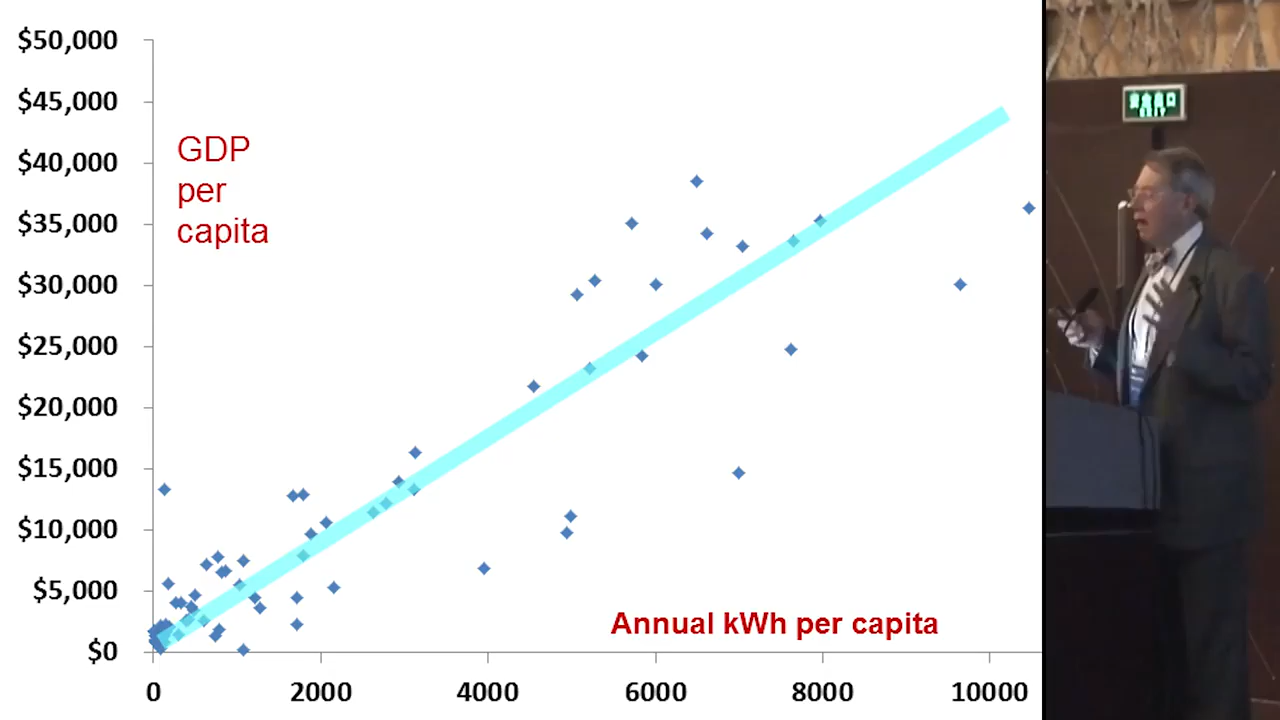 $50,000
$45,000
$40,000
$35,000
$30,000
$25,000
$20,000
$15,000
$10,000
$5,000
$0
GDP
per
capita
Annual kWh per capita
0 2000 4000 6000 8000 10000
EXIT